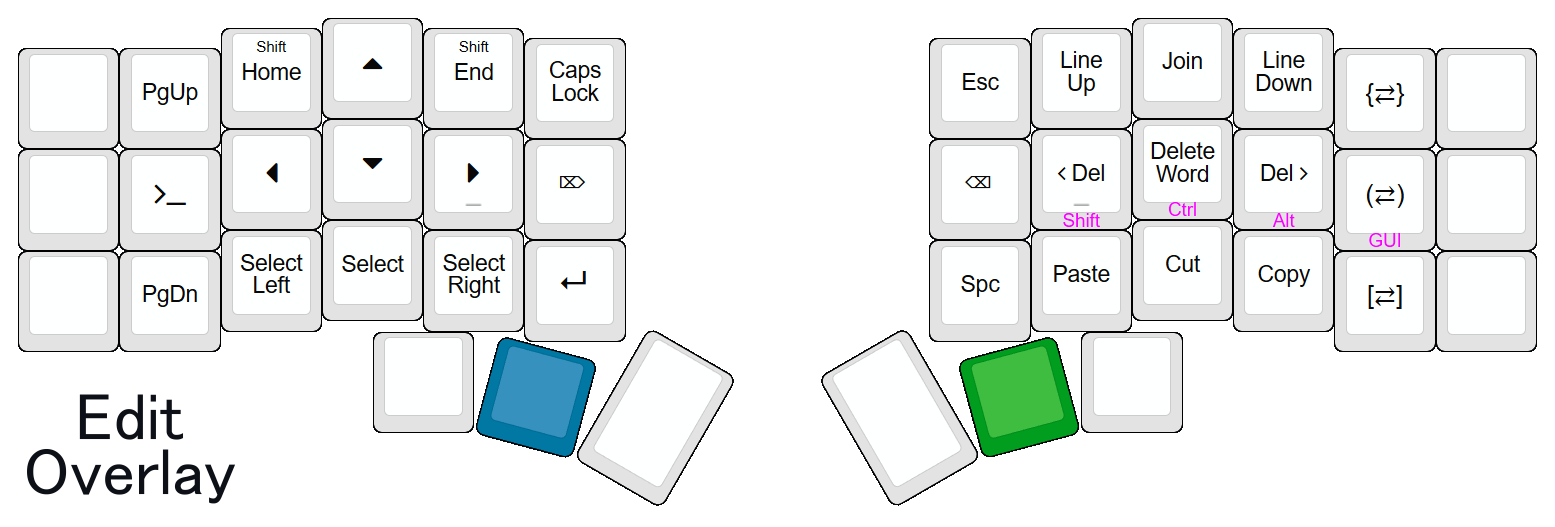 Shift
Home
▲
Shift
End
PgUp
Caps
Lock
◀
▼
▶
_
>_
⌦
Select
Left
Select
Select
Right
PgDn
↵
Esc
Line
Up
Join
Line
Down
{⇄}
⌫
< Del
_
Shift
Delete
Word
Ctrl
Del >
Alt
(⇄)
GUI
Spc
Paste
Cut
Copy
[⇄]
Edit
Overlay